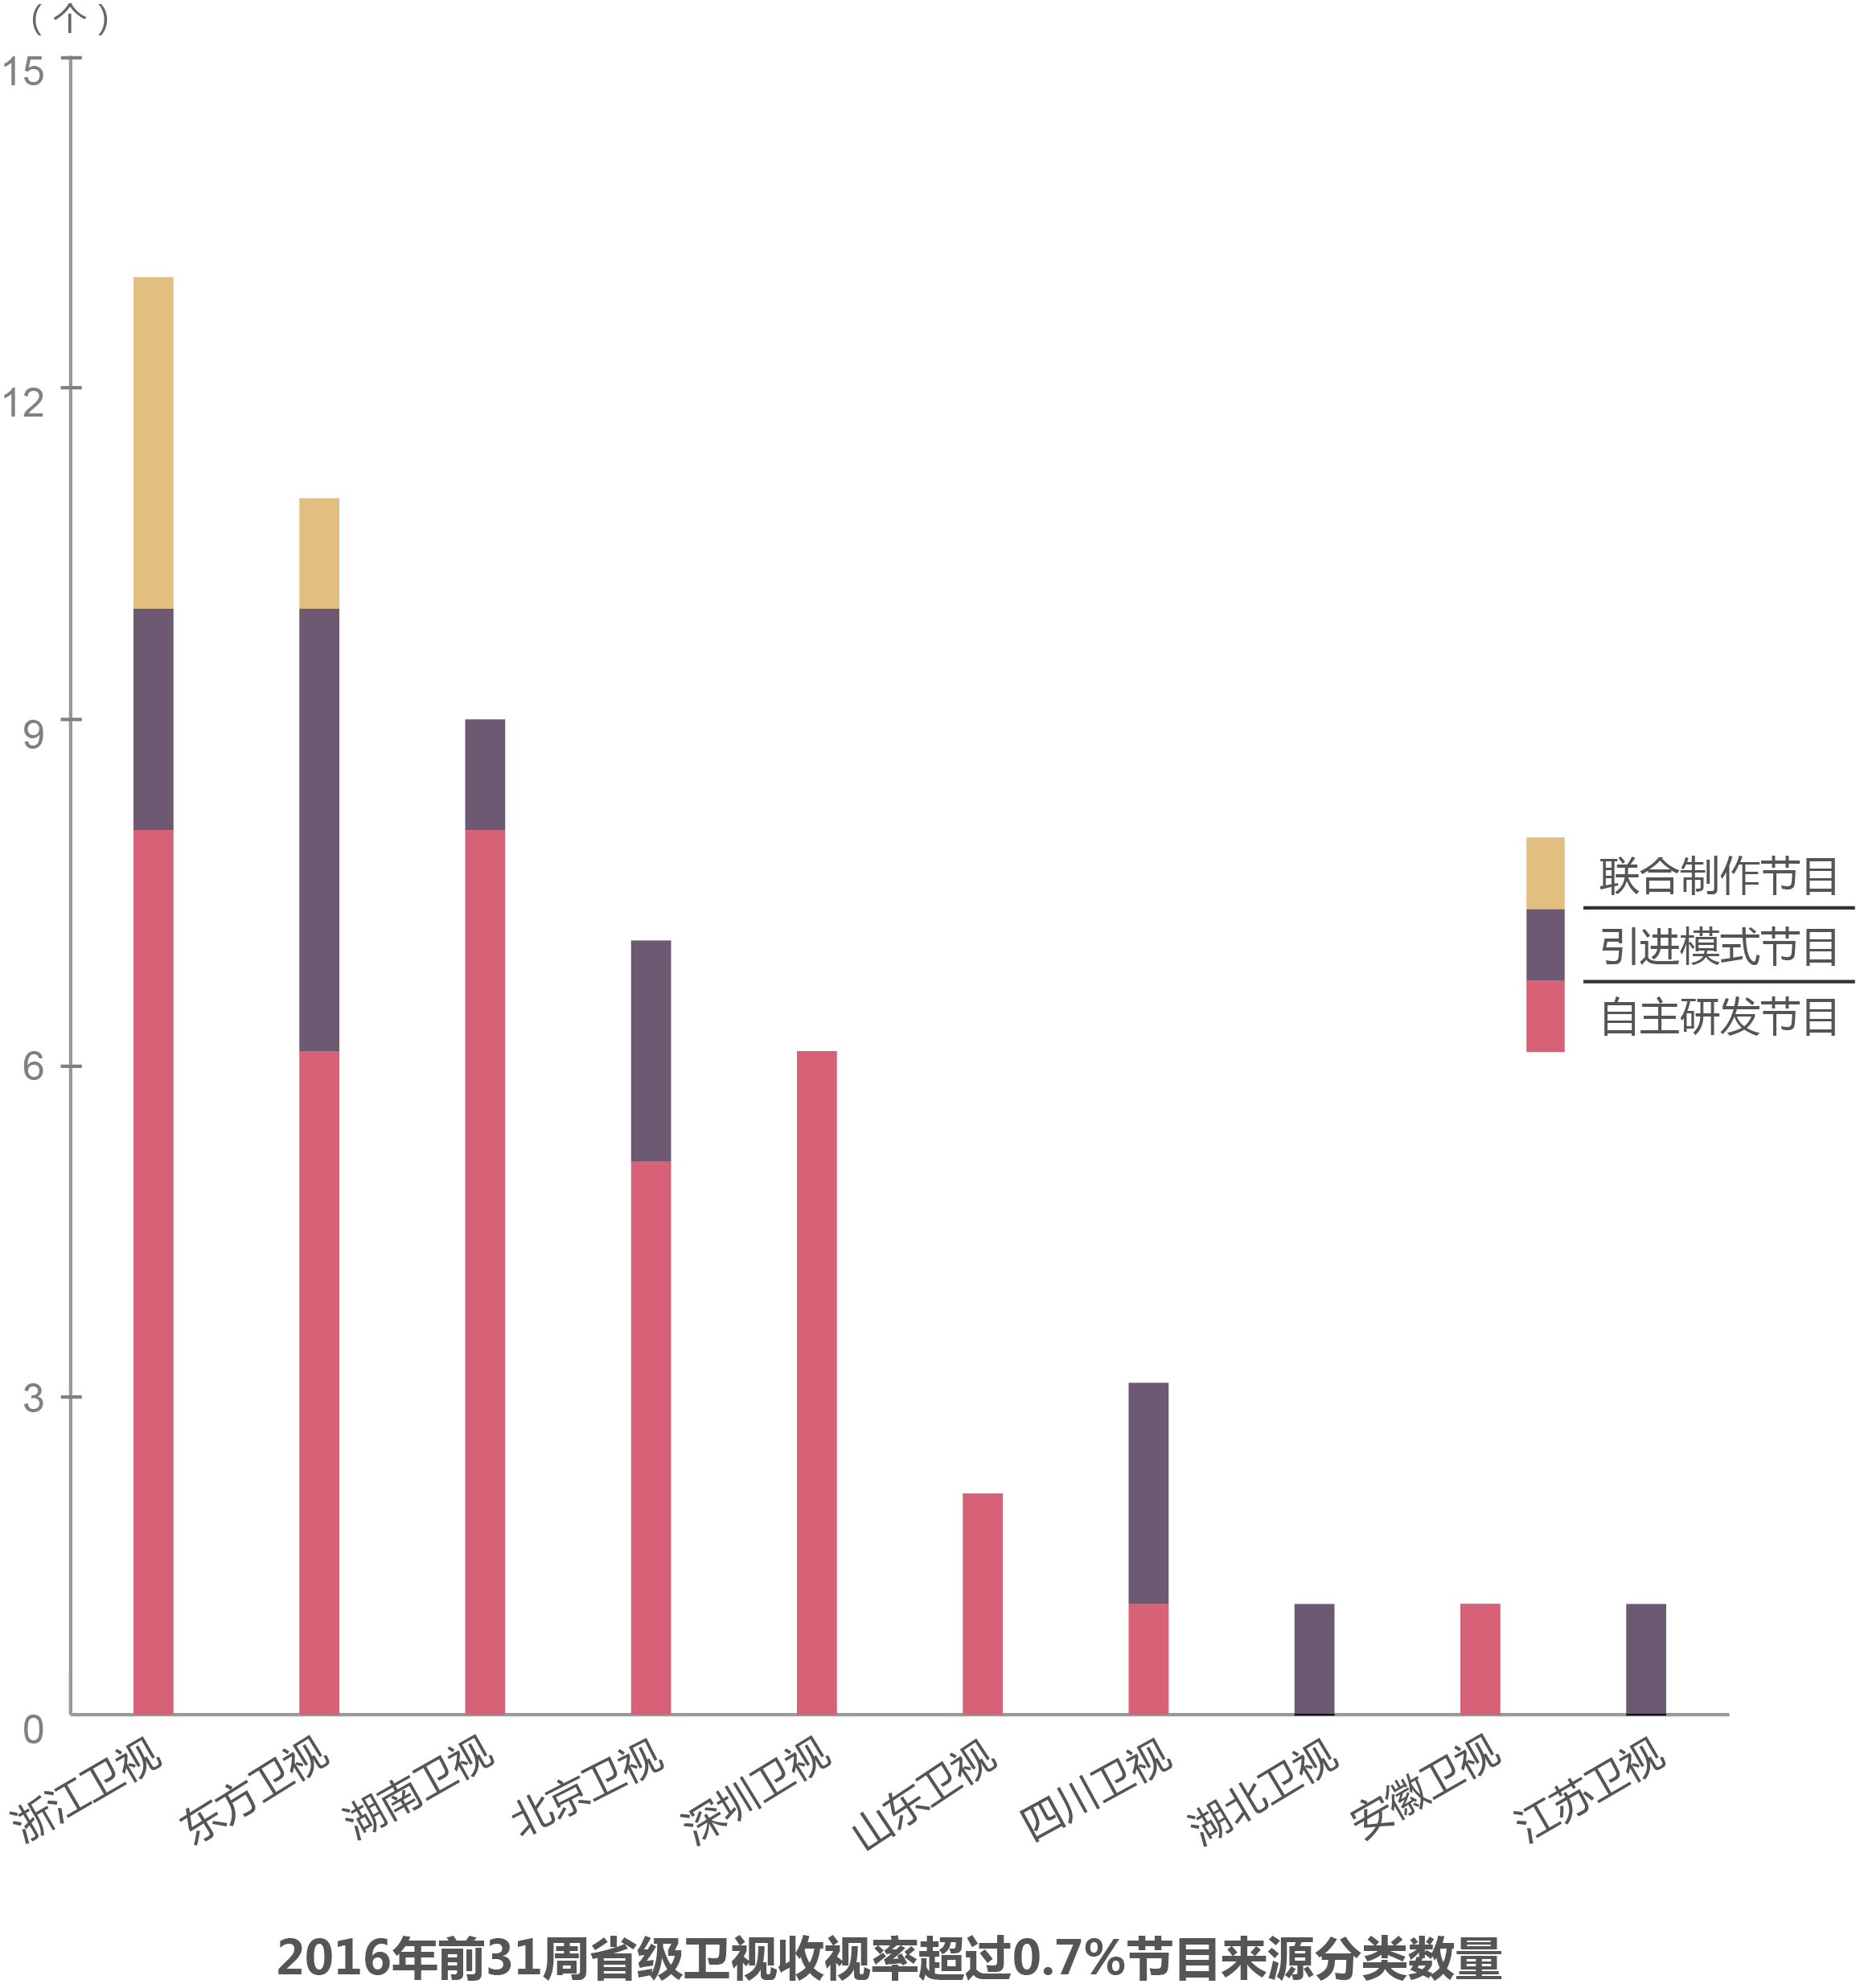 （个）
15
12
9
6
3
0
联合制作节目
引进模式节目
自主研发节目
浙江卫视
东方卫视
湖南卫视
北京卫视
深圳卫视
山东卫视
四川卫视
湖北卫视
安徽卫视
江苏卫视
2016年前31周省级卫视收视率超过0.7%节目来源分类数量